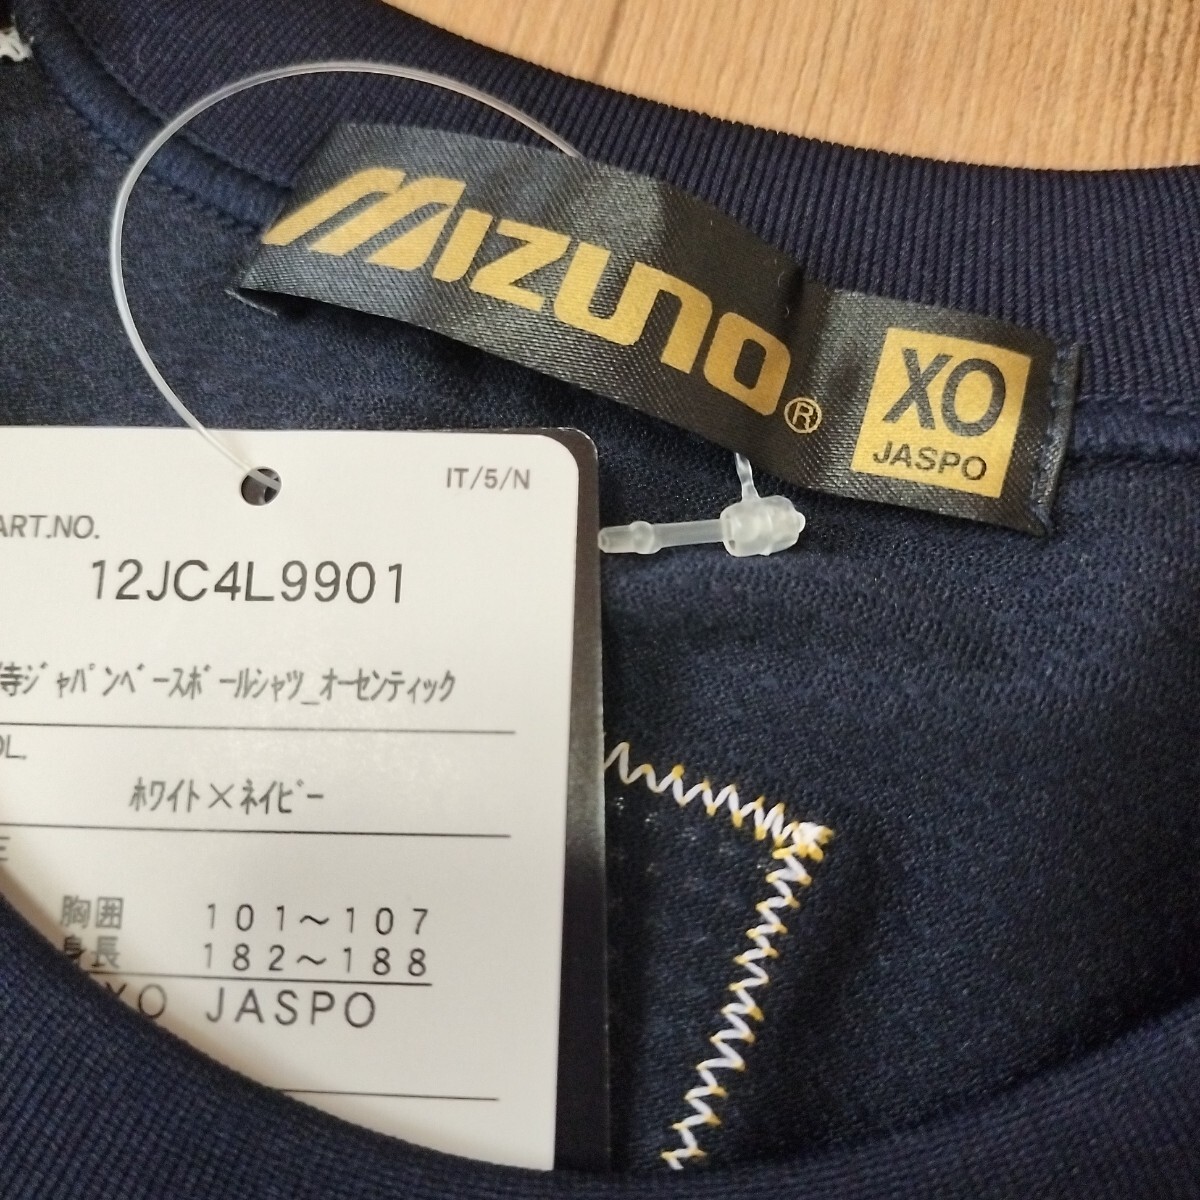 MIZUNO®
XO
JASPO
IT/5/N
ART.NO.
12JC4L9901
侍ｼﾞｬﾊﾟﾝﾍﾞｰｽﾎﾞｰﾙｼｬﾂ_ｵｰｾﾝﾃｨｯｸ
OL.
ﾎﾜｲﾄ×ﾈｲﾋﾞｰ
E
胸囲 101〜107
身長 182〜188
XO JASPO